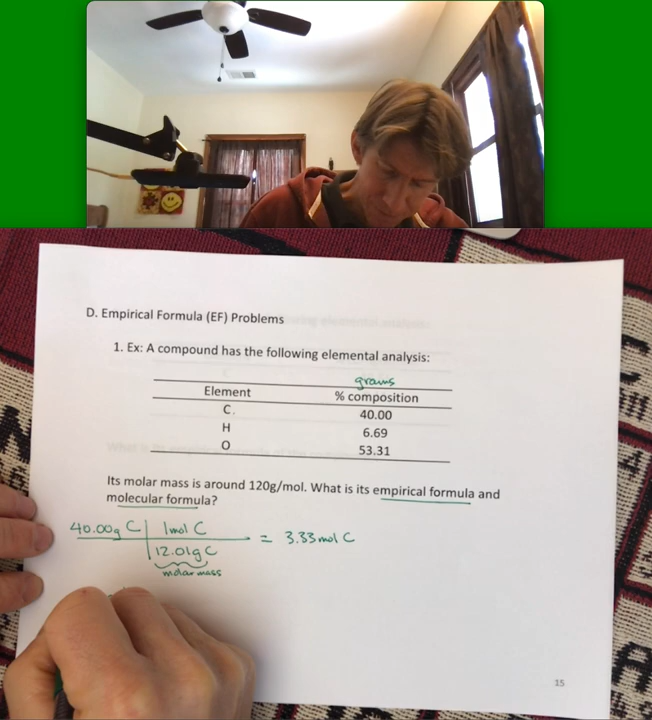 D. Empirical Formula (EF) Problems
1. Ex: A compound has the following elemental analysis:
grams
Element % composition
C. 40.00
H 6.69
O 53.31
Its molar mass is around 120g/mol. What is its empirical formula and
molecular formula?
40.00g C | 1mol C = 3.33mol C
12.01g C
molar mass
15